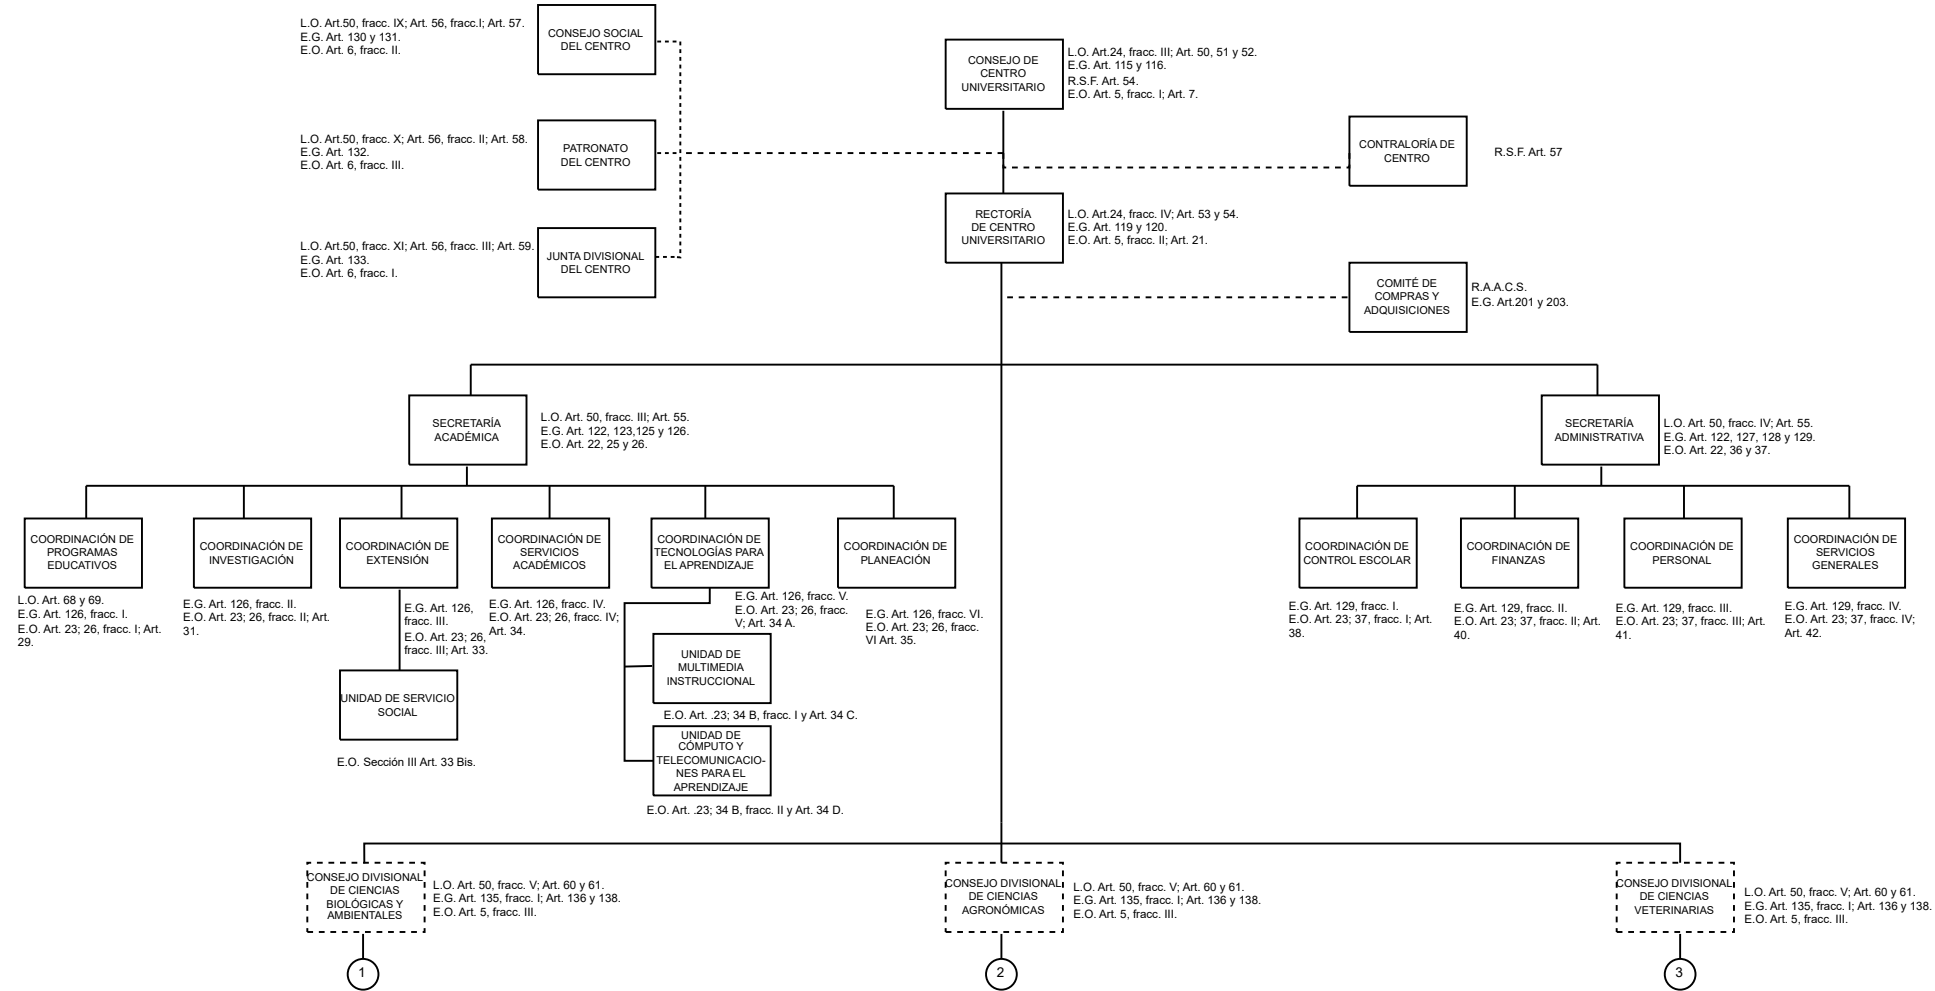 L.O. Art.50, fracc. IX; Art. 56, fracc.I; Art. 57.
E.G. Art. 130 y 131.
E.O. Art. 6, fracc. II.
CONSEJO SOCIAL
DEL CENTRO
CONSEJO DE
CENTRO
UNIVERSITARIO
L.O. Art.24, fracc. III; Art. 50, 51 y 52.
E.G. Art. 115 y 116.
R.S.F. Art. 54.
E.O. Art. 5, fracc. I; Art. 7.
L.O. Art.50, fracc. X; Art. 56, fracc. II; Art. 58.
E.G. Art. 132.
E.O. Art. 6, fracc. III.
PATRONATO
DEL CENTRO
CONTRALORÍA DE
CENTRO
R.S.F. Art. 57
RECTORÍA
DE CENTRO
UNIVERSITARIO
L.O. Art.24, fracc. IV; Art. 53 y 54.
E.G. Art. 119 y 120.
E.O. Art. 5, fracc. II; Art. 21.
L.O. Art.50, fracc. XI; Art. 56, fracc. III; Art. 59.
E.G. Art. 133.
E.O. Art. 6, fracc. I.
JUNTA DIVISIONAL
DEL CENTRO
COMITÉ DE
COMPRAS Y
ADQUISICIONES
R.A.A.C.S.
E.G. Art.201 y 203.
SECRETARÍA
ACADÉMICA
L.O. Art. 50, fracc. III; Art. 55.
E.G. Art. 122, 123,125 y 126.
E.O. Art. 22, 25 y 26.
SECRETARÍA
ADMINISTRATIVA
L.O. Art. 50, fracc. IV; Art. 55.
E.G. Art. 122, 127, 128 y 129.
E.O. Art. 22, 36 y 37.
COORDINACIÓN DE
PROGRAMAS
EDUCATIVOS
L.O. Art. 68 y 69.
E.G. Art. 126, fracc. I.
E.O. Art. 23; 26, fracc. I; Art.
29.
COORDINACIÓN DE
INVESTIGACIÓN
E.G. Art. 126, fracc. II.
E.O. Art. 23; 26, fracc. II; Art.
31.
COORDINACIÓN DE
EXTENSIÓN
E.G. Art. 126,
fracc. III.
E.O. Art. 23; 26,
fracc. III; Art. 33.
UNIDAD DE SERVICIO
SOCIAL
E.O. Sección III Art. 33 Bis.
COORDINACIÓN DE
SERVICIOS
ACADÉMICOS
E.G. Art. 126, fracc. IV.
E.O. Art. 23; 26, fracc. IV;
Art. 34.
COORDINACIÓN DE
TECNOLOGÍAS PARA
EL APRENDIZAJE
E.G. Art. 126, fracc. V.
E.O. Art. 23; 26, fracc.
V; Art. 34 A.
UNIDAD DE
MULTIMEDIA
INSTRUCCIONAL
E.O. Art. .23; 34 B, fracc. I y Art. 34 C.
UNIDAD DE
CÓMPUTO Y
TELECOMUNICACIO-
NES PARA EL
APRENDIZAJE
E.O. Art. .23; 34 B, fracc. II y Art. 34 D.
COORDINACIÓN DE
PLANEACIÓN
E.G. Art. 126, fracc. VI.
E.O. Art. 23; 26, fracc.
VI Art. 35.
COORDINACIÓN DE
CONTROL ESCOLAR
E.G. Art. 129, fracc. I.
E.O. Art. 23; 37, fracc. I; Art.
38.
COORDINACIÓN DE
FINANZAS
E.G. Art. 129, fracc. II.
E.O. Art. 23; 37, fracc. II; Art.
40.
COORDINACIÓN DE
PERSONAL
E.G. Art. 129, fracc. III.
E.O. Art. 23; 37, fracc. III; Art.
41.
COORDINACIÓN DE
SERVICIOS
GENERALES
E.G. Art. 129, fracc. IV.
E.O. Art. 23; 37, fracc. IV;
Art. 42.
CONSEJO DIVISIONAL
DE CIENCIAS
BIOLÓGICAS Y
AMBIENTALES
L.O. Art. 50, fracc. V; Art. 60 y 61.
E.G. Art. 135, fracc. I; Art. 136 y 138.
E.O. Art. 5, fracc. III.
1
CONSEJO DIVISIONAL
DE CIENCIAS
AGRONÓMICAS
L.O. Art. 50, fracc. V; Art. 60 y 61.
E.G. Art. 135, fracc. I; Art. 136 y 138.
E.O. Art. 5, fracc. III.
2
CONSEJO DIVISIONAL
DE CIENCIAS
VETERINARIAS
L.O. Art. 50, fracc. V; Art. 60 y 61.
E.G. Art. 135, fracc. I; Art. 136 y 138.
E.O. Art. 5, fracc. III.
3